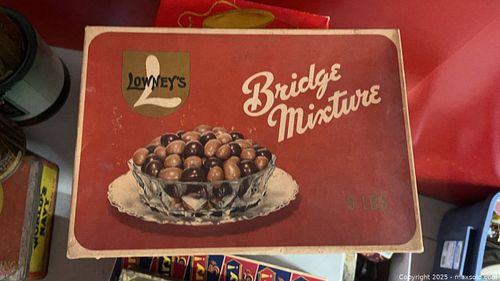 LOWNEY'S
L
Bridge
Mixture
5 LBS
Copyright 2025 - maxsold.com